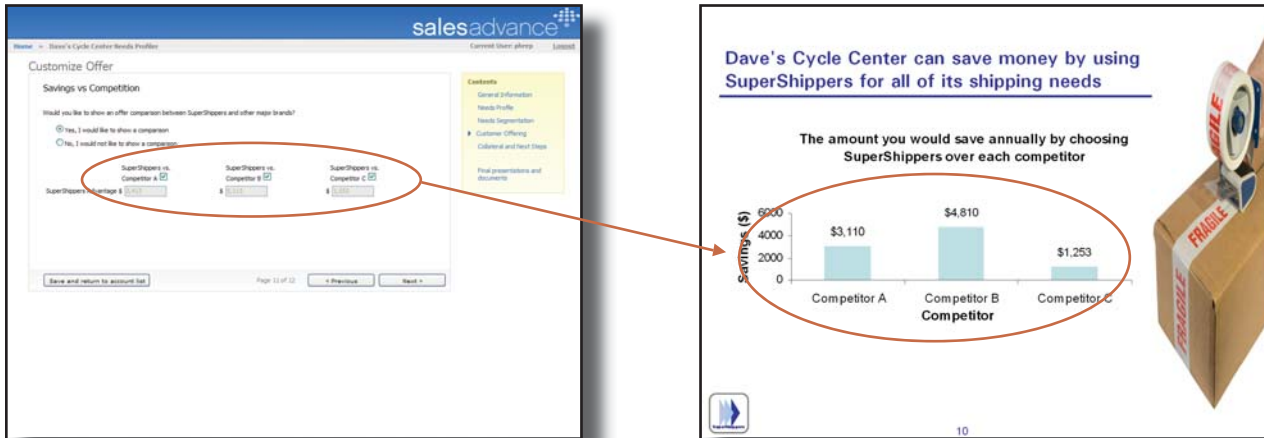 salesadvance
Home » Dave's Cycle Center Needs Profiler
Current User: pheep Logout
Customize Offer
Savings vs Competition
Would you like to show an offer comparison between SuperShippers and other major brands?
Yes, I would like to show a comparison
No, I would not like to show a comparison
SuperShippers vs. Competitor A
SuperShippers vs. Competitor B
SuperShippers vs. Competitor C
SuperShippers Advantage $
$
$
Save and return to account list
Page 11 of 12
< Previous
Next >
Contents
General Information
Needs Profile
Needs Segmentation
Customer Offering
Collateral and Next Steps
Final presentations and
documents
Dave's Cycle Center can save money by using
SuperShippers for all of its shipping needs
The amount you would save annually by choosing
SuperShippers over each competitor
Savings ($)
6000
4000
2000
0
$3,110
$4,810
$1,253
Competitor A
Competitor B
Competitor C
Competitor
FRAGILE
FRAGILE
FRAGILE
SuperShippers
10